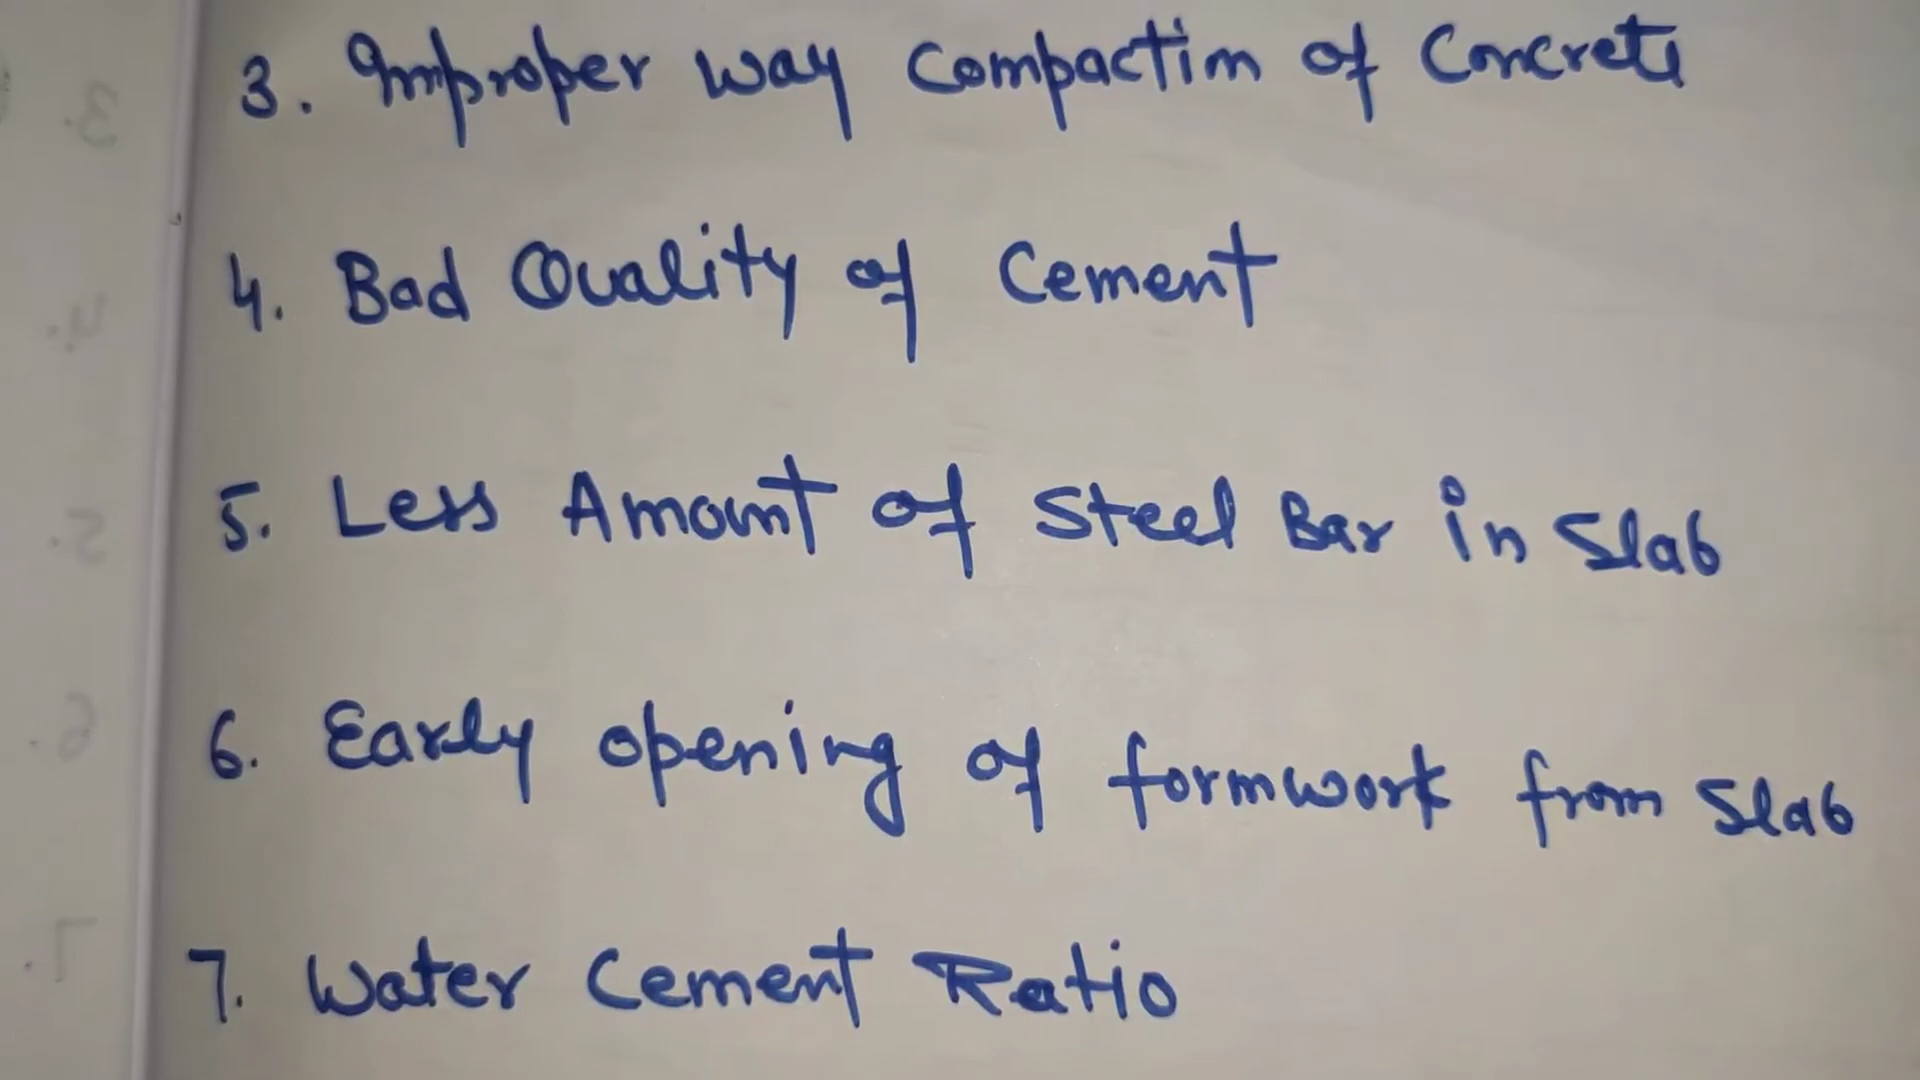 3. Improper way Compaction of Concrete
4. Bad Quality of Cement
5. Less Amount of Steel Bar in Slab
6. Early opening of formwork from Slab
7. Water Cement Ratio